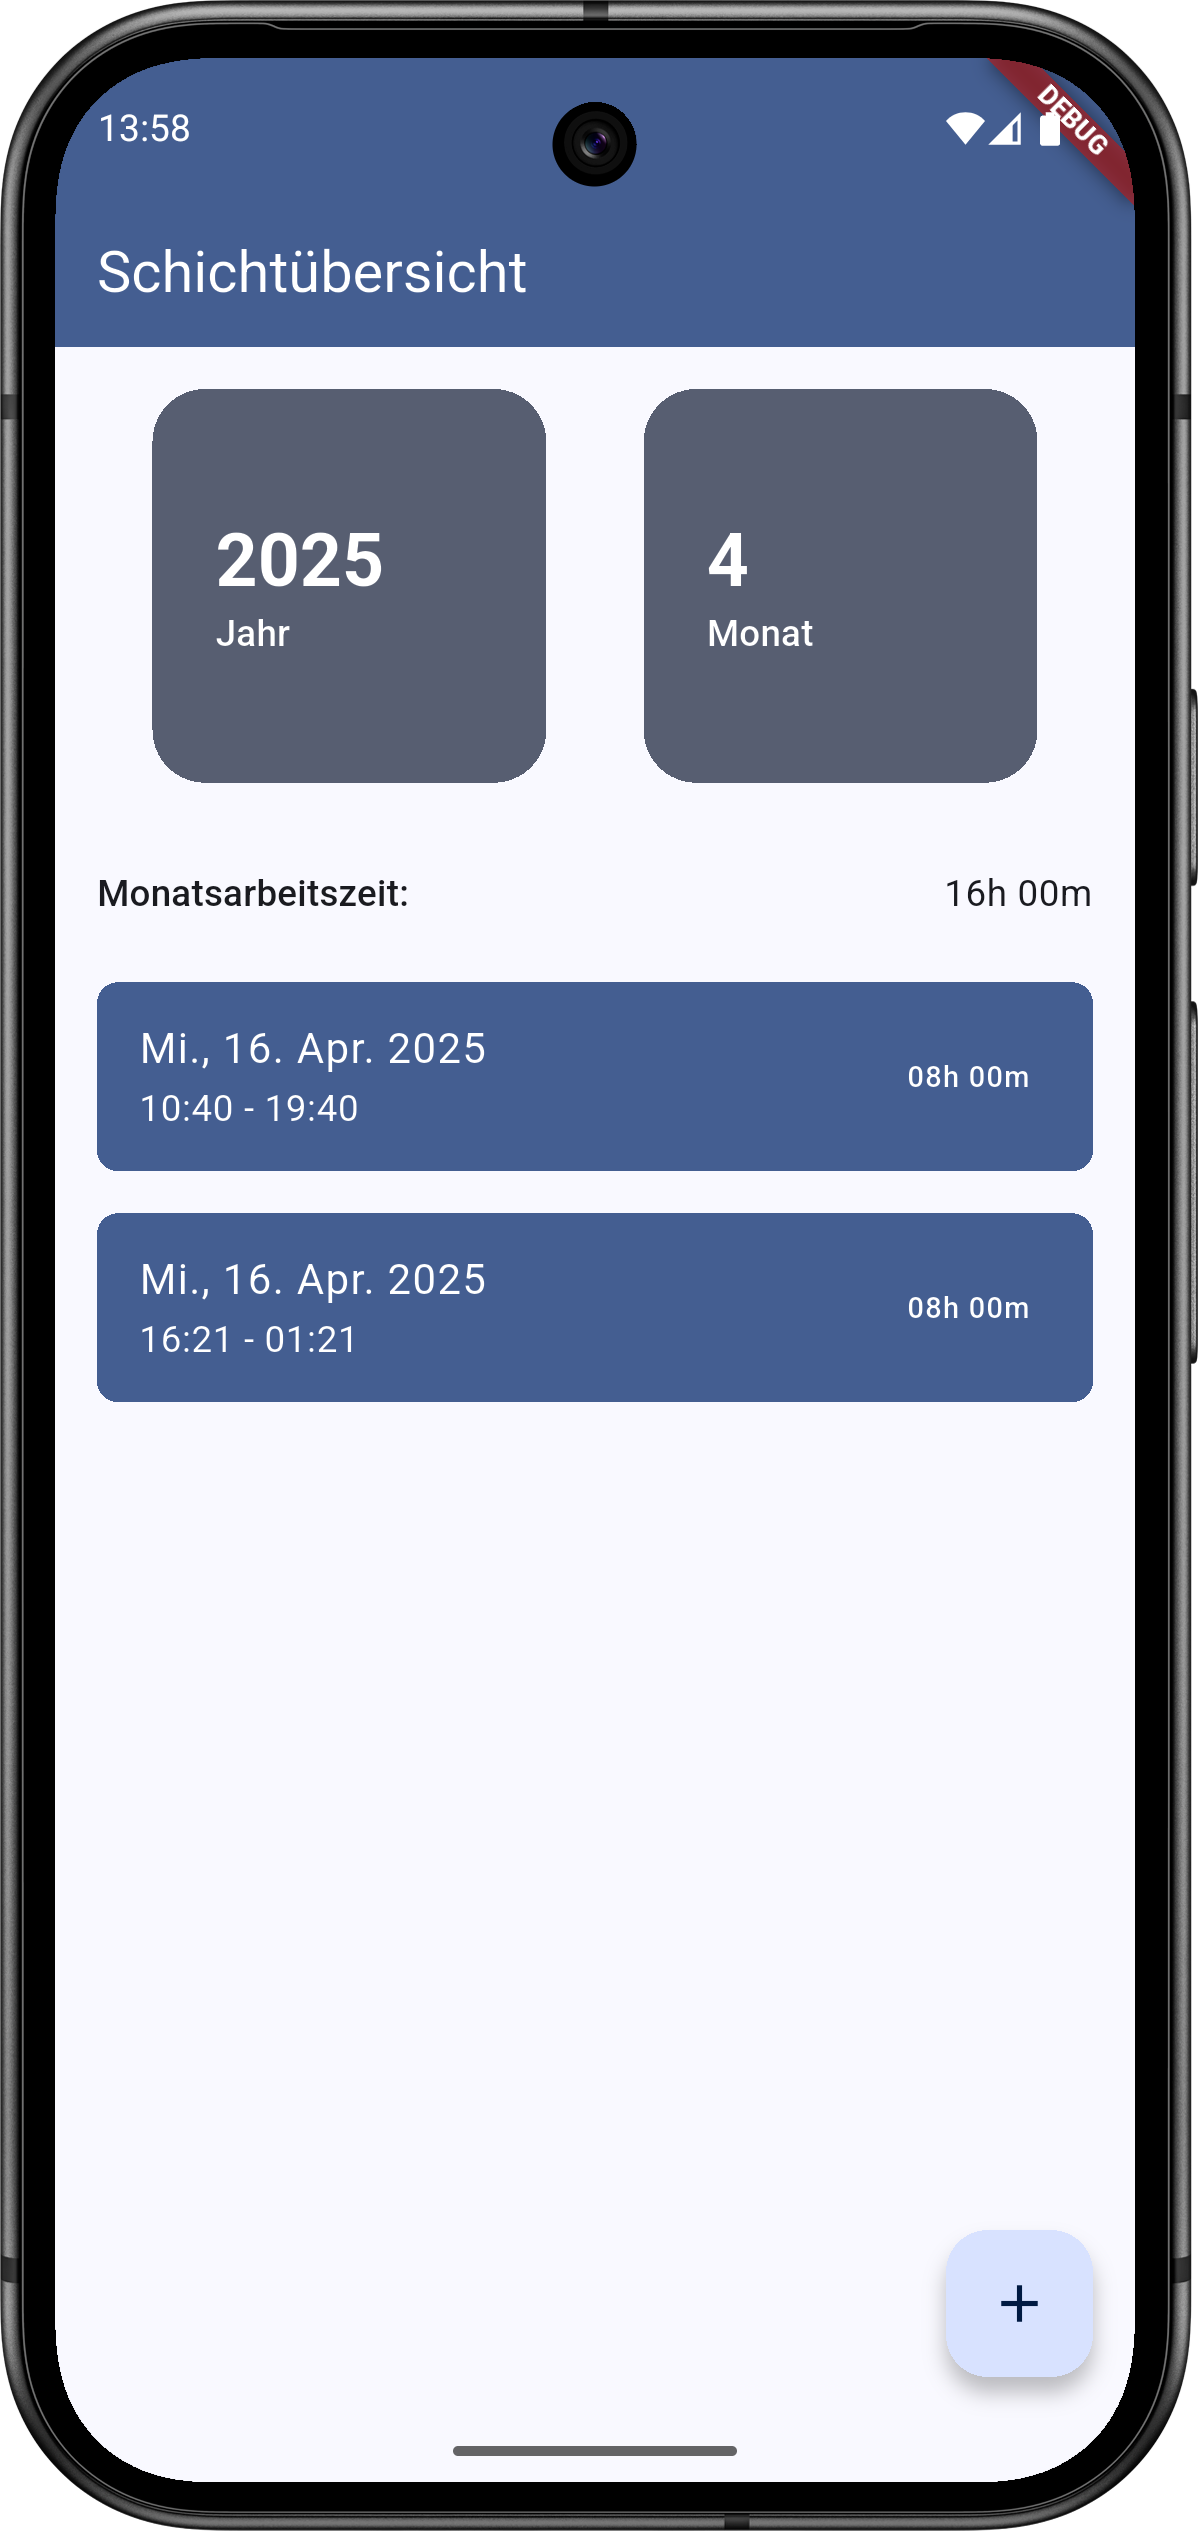 13:58
DEBUG
Schichtübersicht
2025
Jahr
4
Monat
Monatsarbeitszeit:
16h 00m
Mi., 16. Apr. 2025
10:40 - 19:40
08h 00m
Mi., 16. Apr. 2025
16:21 - 01:21
08h 00m
+